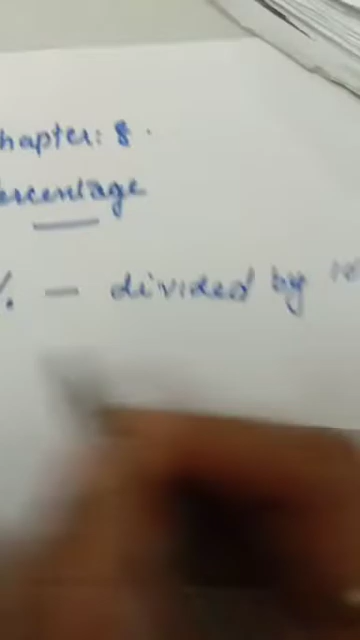 hapter: 8.
ercentage
%. — divided by